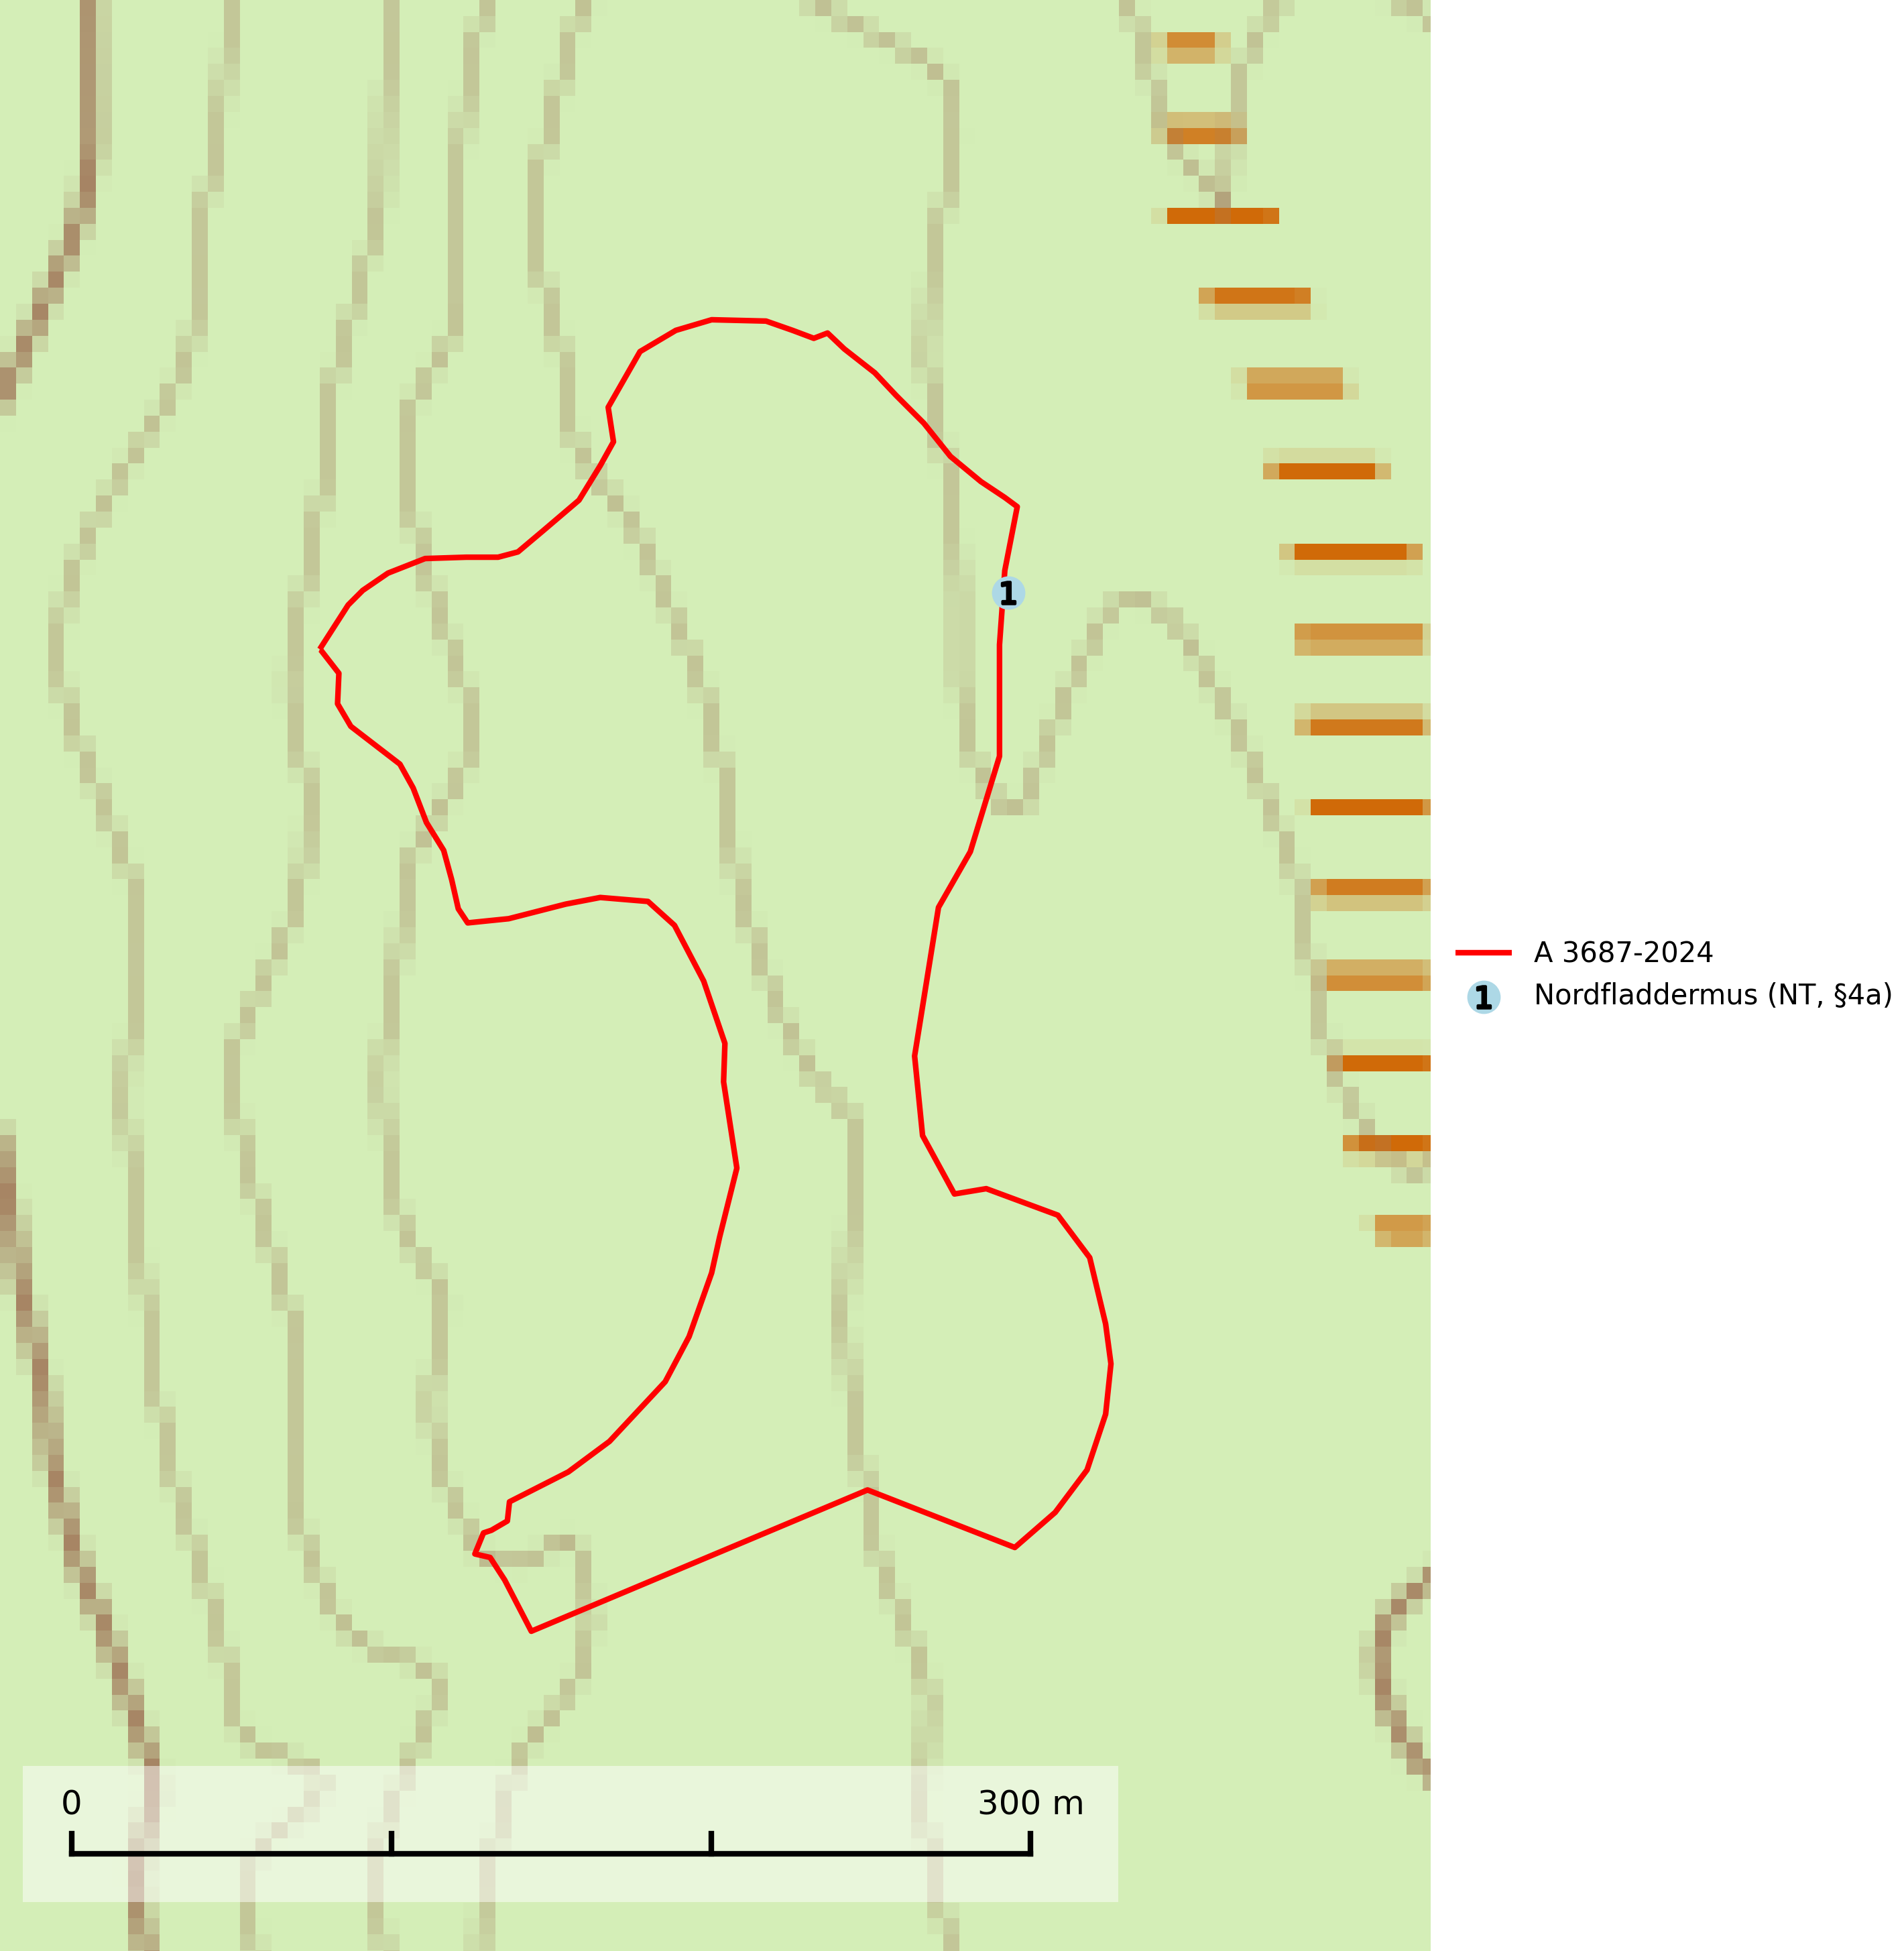 1
A 3687-2024
1 Nordfladdermus (NT, §4a)
0 300 m